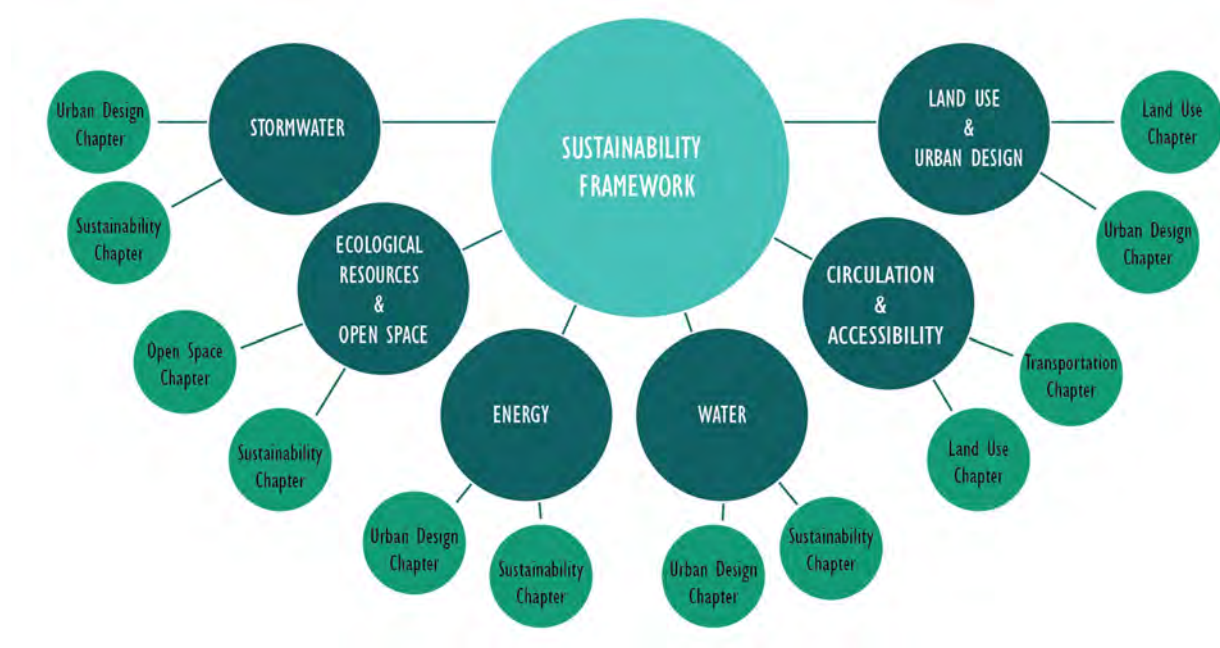 SUSTAINABILITY
FRAMEWORK
STORMWATER
Urban Design
Chapter
Sustainability
Chapter
ECOLOGICAL
RESOURCES
&
OPEN SPACE
Open Space
Chapter
Sustainability
Chapter
ENERGY
Urban Design
Chapter
Sustainability
Chapter
WATER
Urban Design
Chapter
Sustainability
Chapter
CIRCULATION
&
ACCESSIBILITY
Transportation
Chapter
Land Use
Chapter
LAND USE
&
URBAN DESIGN
Land Use
Chapter
Urban Design
Chapter